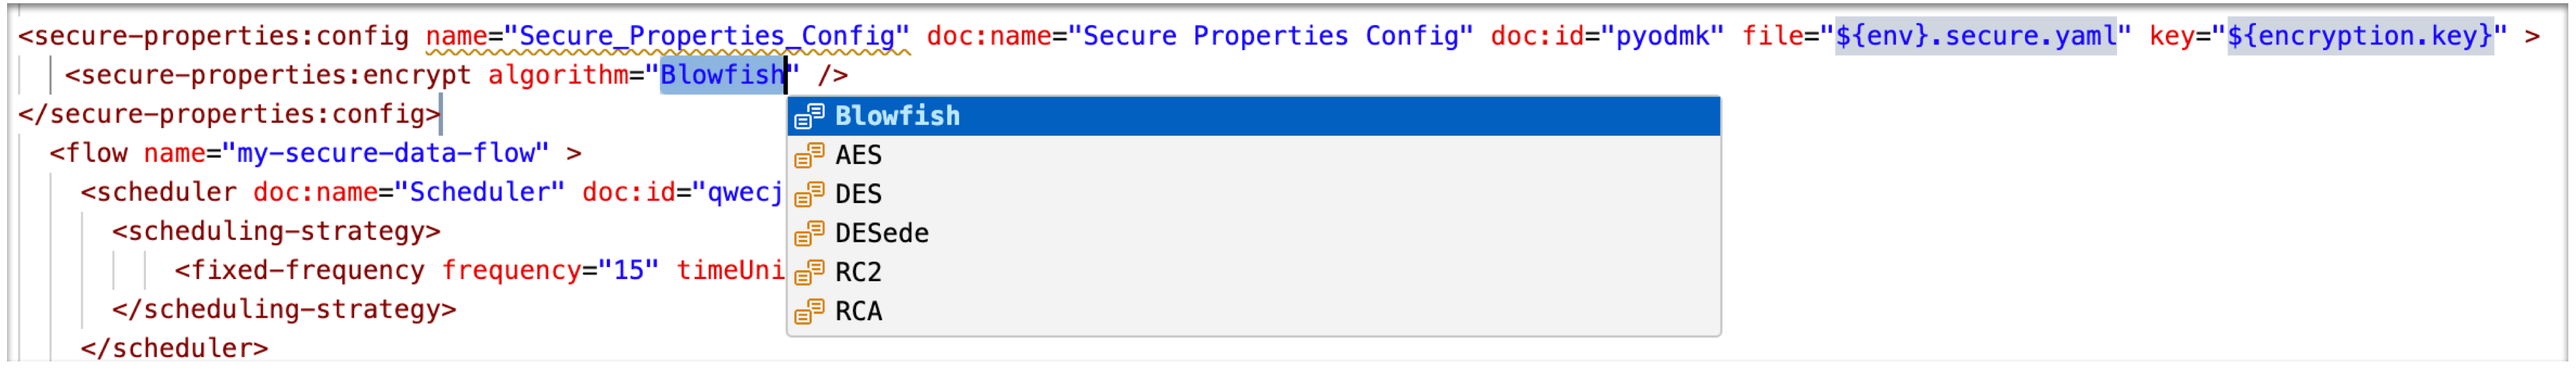 <secure-properties:config name="Secure_Properties_Config" doc:name="Secure Properties Config" doc:id="pyodmk" file="${env}.secure.yaml" key="${encryption.key}" >
<secure-properties:encrypt algorithm="Blowfish" />
</secure-properties:config>
Blowfish
<flow name="my-secure-data-flow" >
AES
<scheduler doc:name="Scheduler" doc:id="qwecj
DES
<scheduling-strategy>
DESede
<fixed-frequency frequency="15" timeUni
RC2
</scheduling-strategy>
RCA
</scheduler>